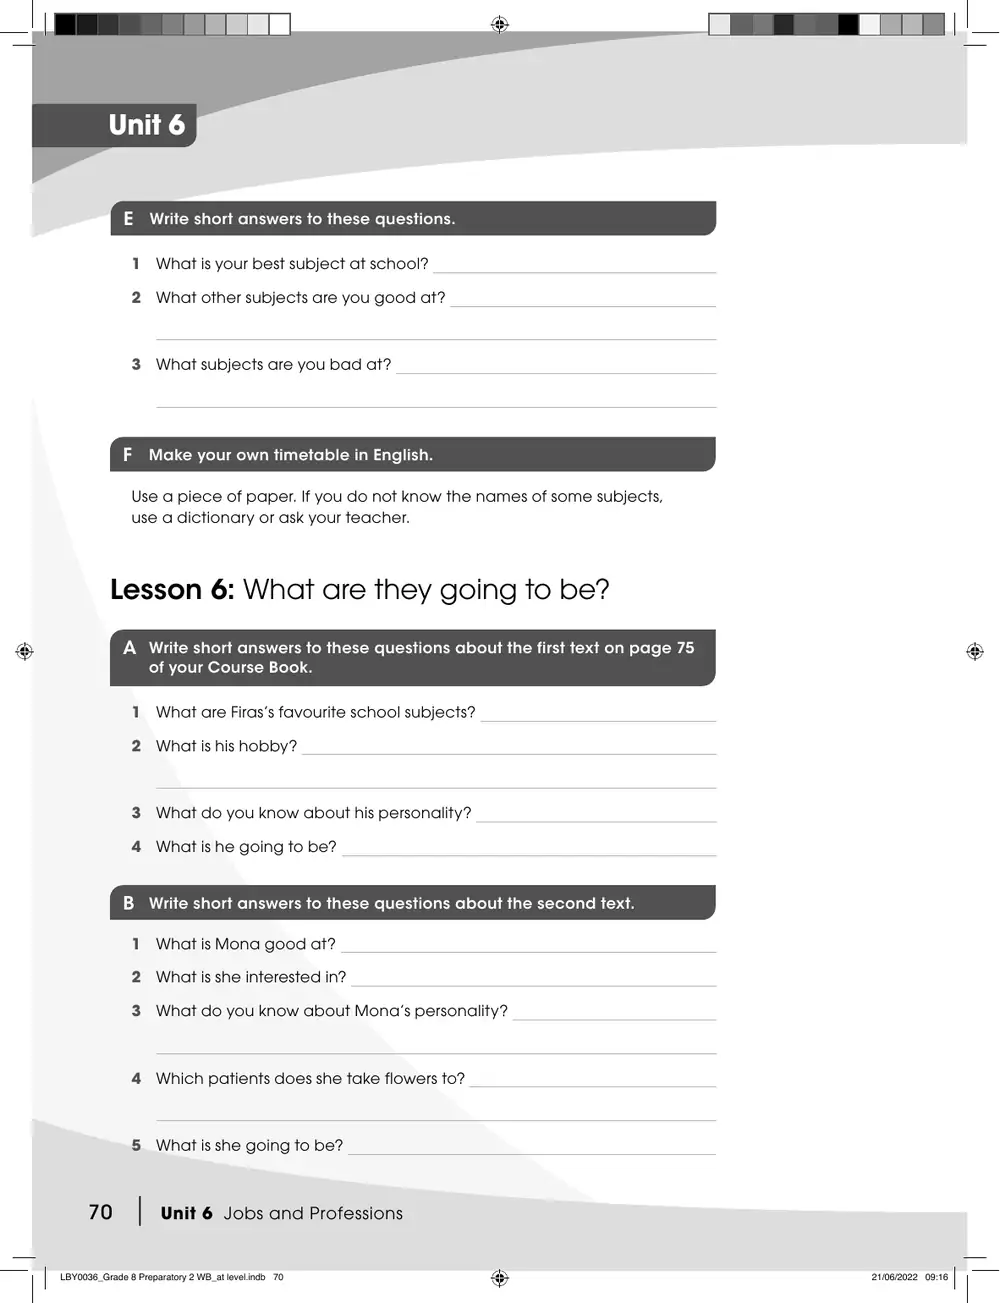 Unit 6
E Write short answers to these questions.
1 What is your best subject at school?
2 What other subjects are you good at?
3 What subjects are you bad at?
F Make your own timetable in English.
Use a piece of paper. If you do not know the names of some subjects,
use a dictionary or ask your teacher.
Lesson 6: What are they going to be?
A Write short answers to these questions about the first text on page 75
of your Course Book.
1 What are Firas's favourite school subjects?
2 What is his hobby?
3 What do you know about his personality?
4 What is he going to be?
B Write short answers to these questions about the second text.
1 What is Mona good at?
2 What is she interested in?
3 What do you know about Mona's personality?
4 Which patients does she take flowers to?
5 What is she going to be?
70 Unit 6 Jobs and Professions
LBY0036_Grade 8 Preparatory 2 WB_at level.indb 70 21/06/2022 09:16